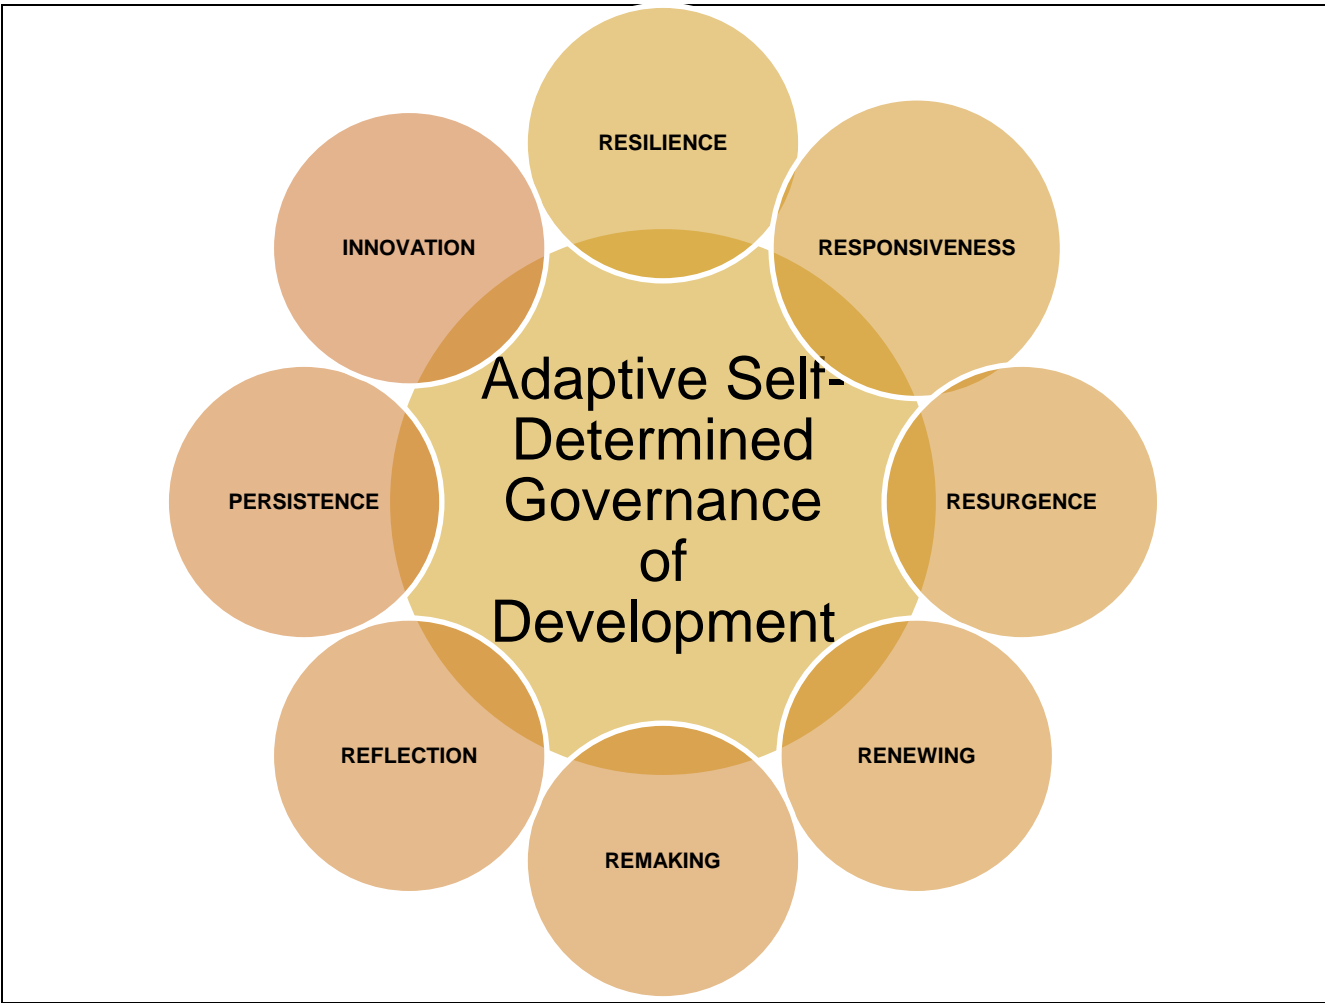 RESILIENCE
RESPONSIVENESS
RESURGENCE
RENEWING
REMAKING
REFLECTION
PERSISTENCE
INNOVATION
Adaptive Self-
Determined
Governance
of
Development